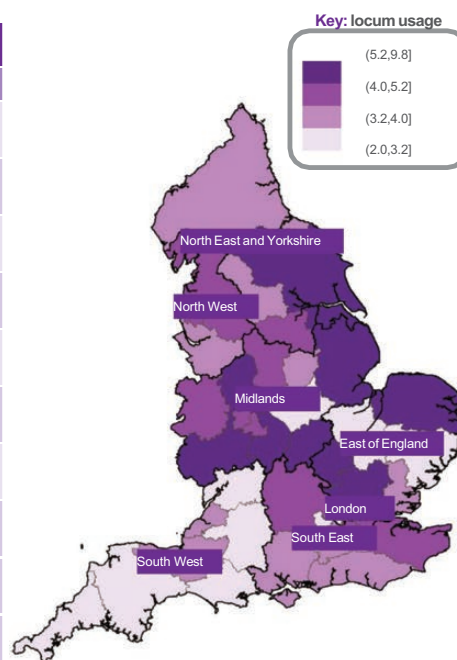 Key: locum usage
(5.2,9.8]
(4.0,5.2]
(3.2,4.0]
(2.0,3.2]
North East and Yorkshire
North West
Midlands
East of England
London
South East
South West